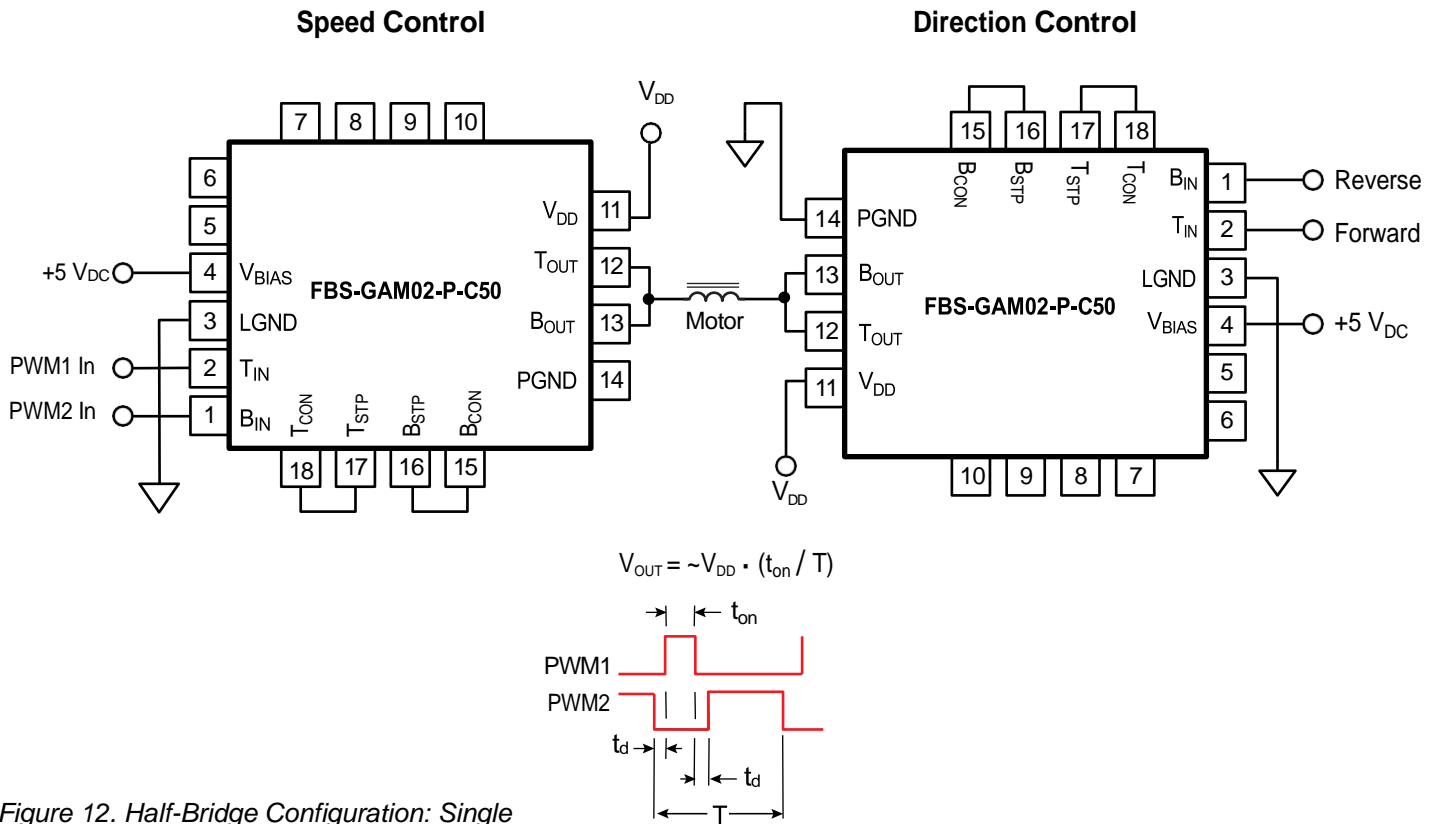 Speed Control
Direction Control
V_DD
7 8 9 10
6
5
4 V_BIAS
3 LGND
2 T_IN
1 B_IN
+5 V_DC
PWM1 In
PWM2 In
FBS-GAM02-P-C50
V_DD 11
T_OUT 12
B_OUT 13
PGND 14
T_CON T_STP B_STP B_CON
18 17 16 15
Motor
15 16 17 18
B_CON B_STP T_STP T_CON
14 PGND
13 B_OUT
12 T_OUT
11 V_DD
V_DD
FBS-GAM02-P-C50
B_IN 1 Reverse
T_IN 2 Forward
LGND 3
V_BIAS 4 +5 V_DC
5
6
10 9 8 7
V_OUT = ~V_DD · (t_on / T)
t_on
PWM1
PWM2
t_d
t_d
T
Figure 12. Half-Bridge Configuration: Single